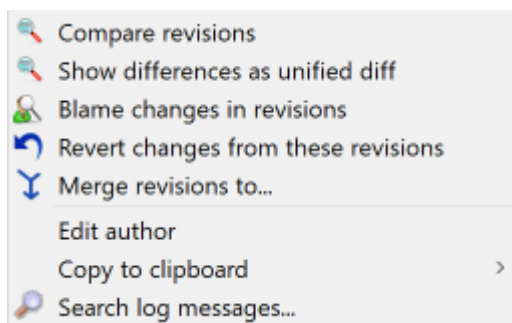 Compare revisions
Show differences as unified diff
Blame changes in revisions
Revert changes from these revisions
Merge revisions to...
Edit author
Copy to clipboard
Search log messages...